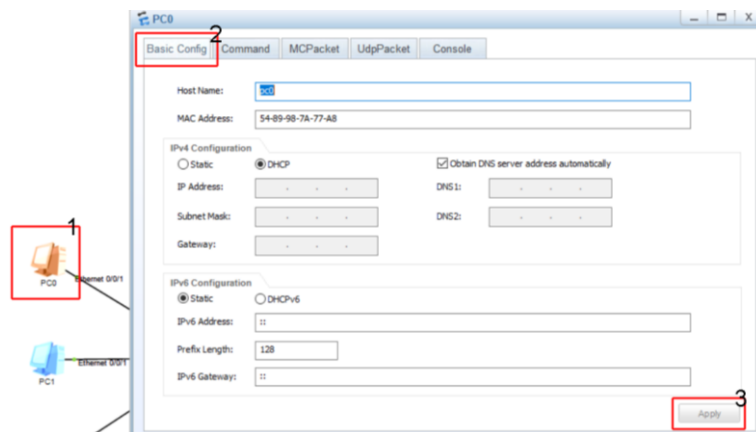 PC0
2
Basic Config Command MCPacket UdpPacket Console
Host Name: pc0
MAC Address: 54-89-98-7A-77-A8
IPv4 Configuration
Static DHCP Obtain DNS server address automatically
IP Address: . . . DNS1: . . .
Subnet Mask: . . . DNS2: . . .
Gateway: . . .
1
PC0
Ethernet 0/0/1
IPv6 Configuration
Static DHCPv6
IPv6 Address: ::
Prefix Length: 128
IPv6 Gateway: ::
Ethernet 0/0/1
PC1
3
Apply